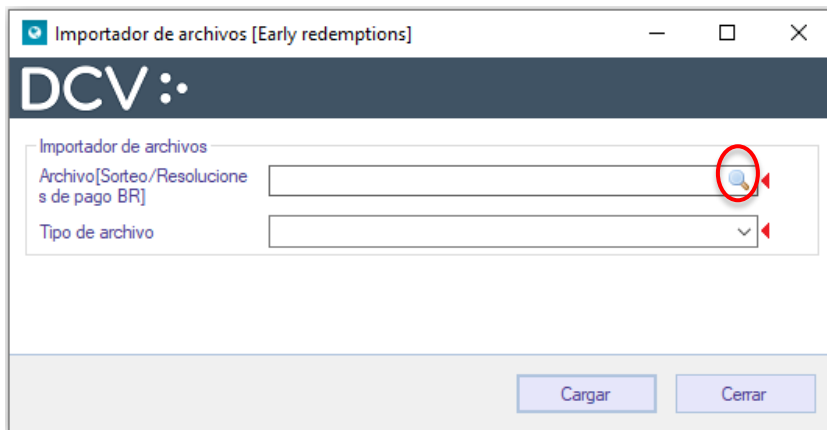 Importador de archivos [Early redemptions]
DCV
Importador de archivos
Archivo[Sorteo/Resolucione
s de pago BR]
Tipo de archivo
Cargar
Cerrar